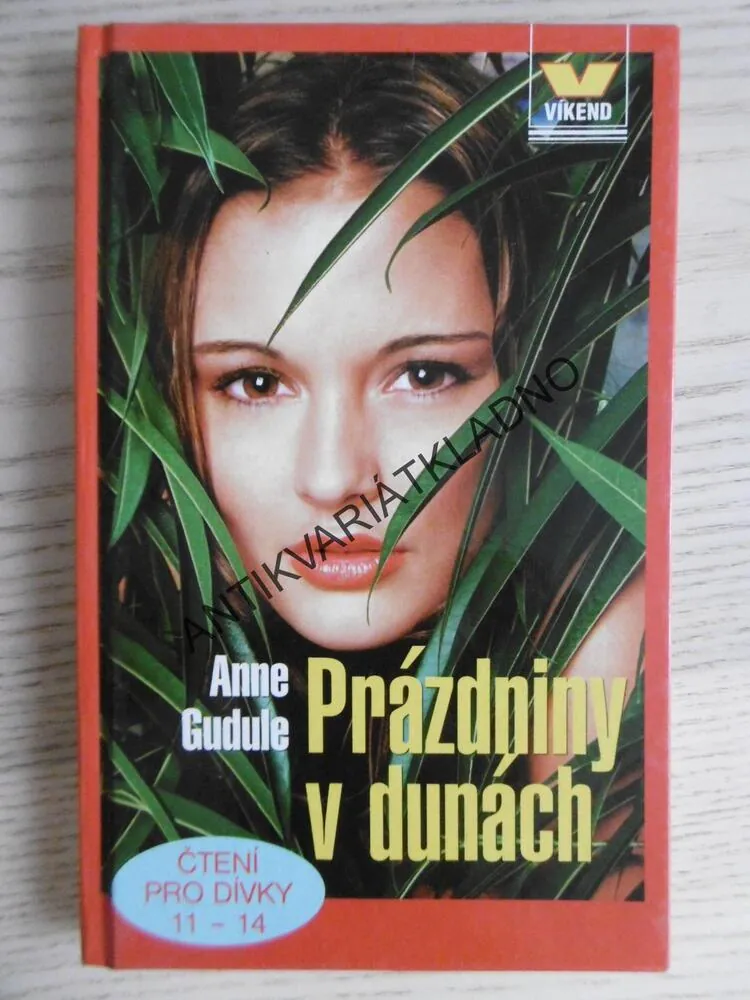 VÍKEND
ANTIKVARIÁTKLADNO
Anne
Gudule
Prázdniny
v dunách
ČTENÍ
PRO DÍVKY
11 - 14